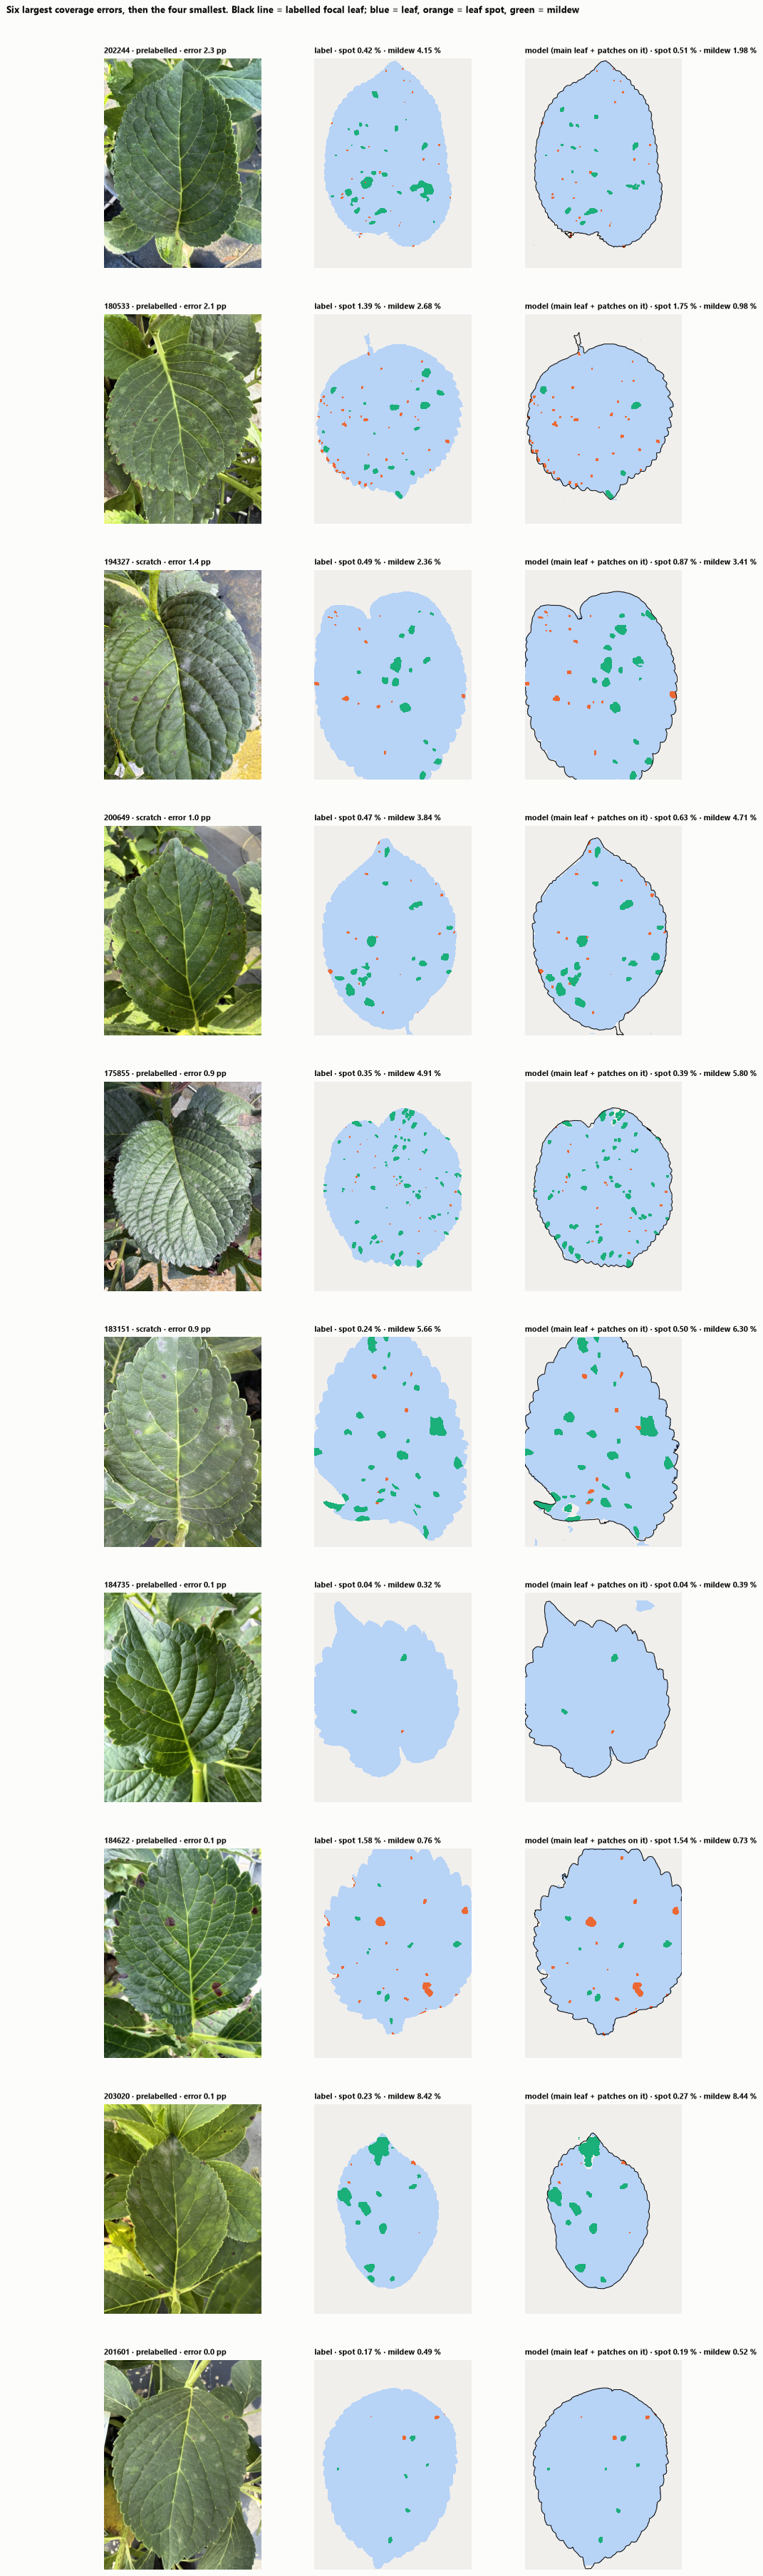 Six largest coverage errors, then the four smallest. Black line = labelled focal leaf; blue = leaf, orange = leaf spot, green = mildew
202244 · prelabelled · error 2.3 pp
label · spot 0.42 % · mildew 4.15 %
model (main leaf + patches on it) · spot 0.51 % · mildew 1.98 %
180533 · prelabelled · error 2.1 pp
label · spot 1.39 % · mildew 2.68 %
model (main leaf + patches on it) · spot 1.75 % · mildew 0.98 %
194327 · scratch · error 1.4 pp
label · spot 0.49 % · mildew 2.36 %
model (main leaf + patches on it) · spot 0.87 % · mildew 3.41 %
200649 · scratch · error 1.0 pp
label · spot 0.47 % · mildew 3.84 %
model (main leaf + patches on it) · spot 0.63 % · mildew 4.71 %
175855 · prelabelled · error 0.9 pp
label · spot 0.35 % · mildew 4.91 %
model (main leaf + patches on it) · spot 0.39 % · mildew 5.80 %
183151 · scratch · error 0.9 pp
label · spot 0.24 % · mildew 5.66 %
model (main leaf + patches on it) · spot 0.50 % · mildew 6.30 %
184735 · prelabelled · error 0.1 pp
label · spot 0.04 % · mildew 0.32 %
model (main leaf + patches on it) · spot 0.04 % · mildew 0.39 %
184622 · prelabelled · error 0.1 pp
label · spot 1.58 % · mildew 0.76 %
model (main leaf + patches on it) · spot 1.54 % · mildew 0.73 %
203020 · prelabelled · error 0.1 pp
label · spot 0.23 % · mildew 8.42 %
model (main leaf + patches on it) · spot 0.27 % · mildew 8.44 %
201601 · prelabelled · error 0.0 pp
label · spot 0.17 % · mildew 0.49 %
model (main leaf + patches on it) · spot 0.19 % · mildew 0.52 %